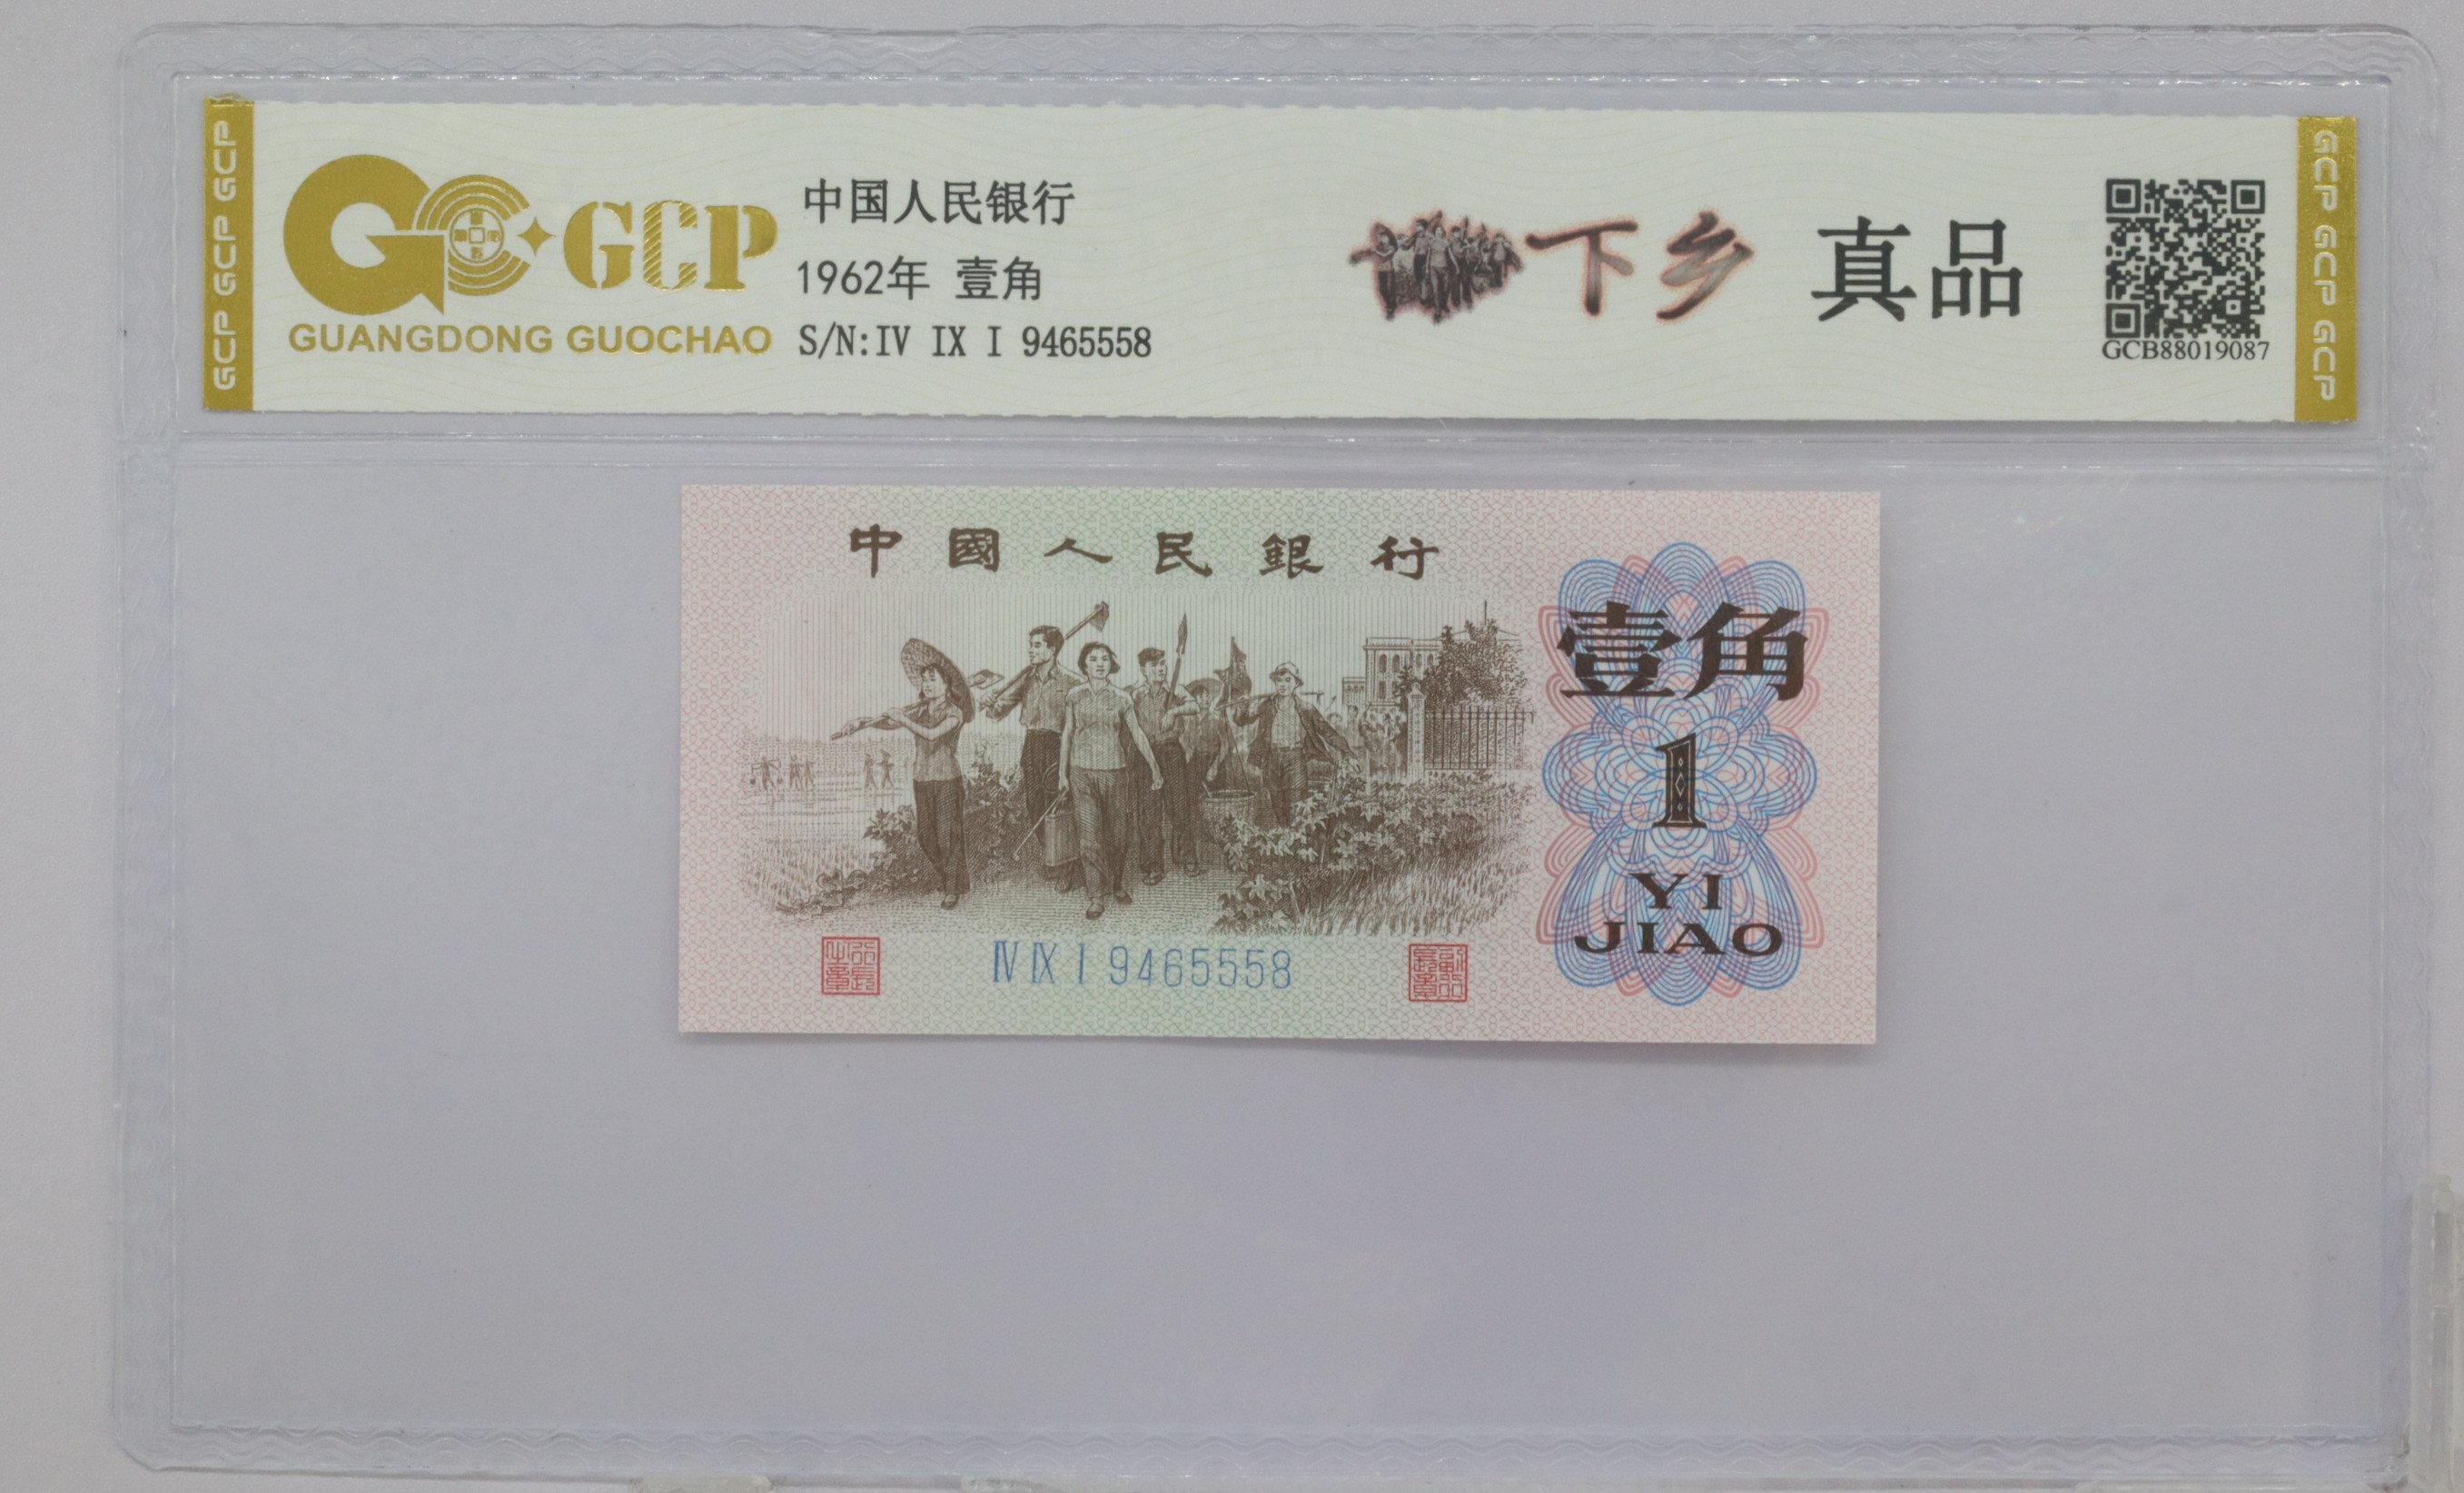 GCP GCP GCP
GCP
GUANGDONG GUOCHAO
中国人民银行
1962年 壹角
S/N:IV IX I 9465558
下乡 真品
GCB88019087
GCP GCP GCP
中國人民銀行
壹角
1
YI
JIAO
IV IX I 9465558